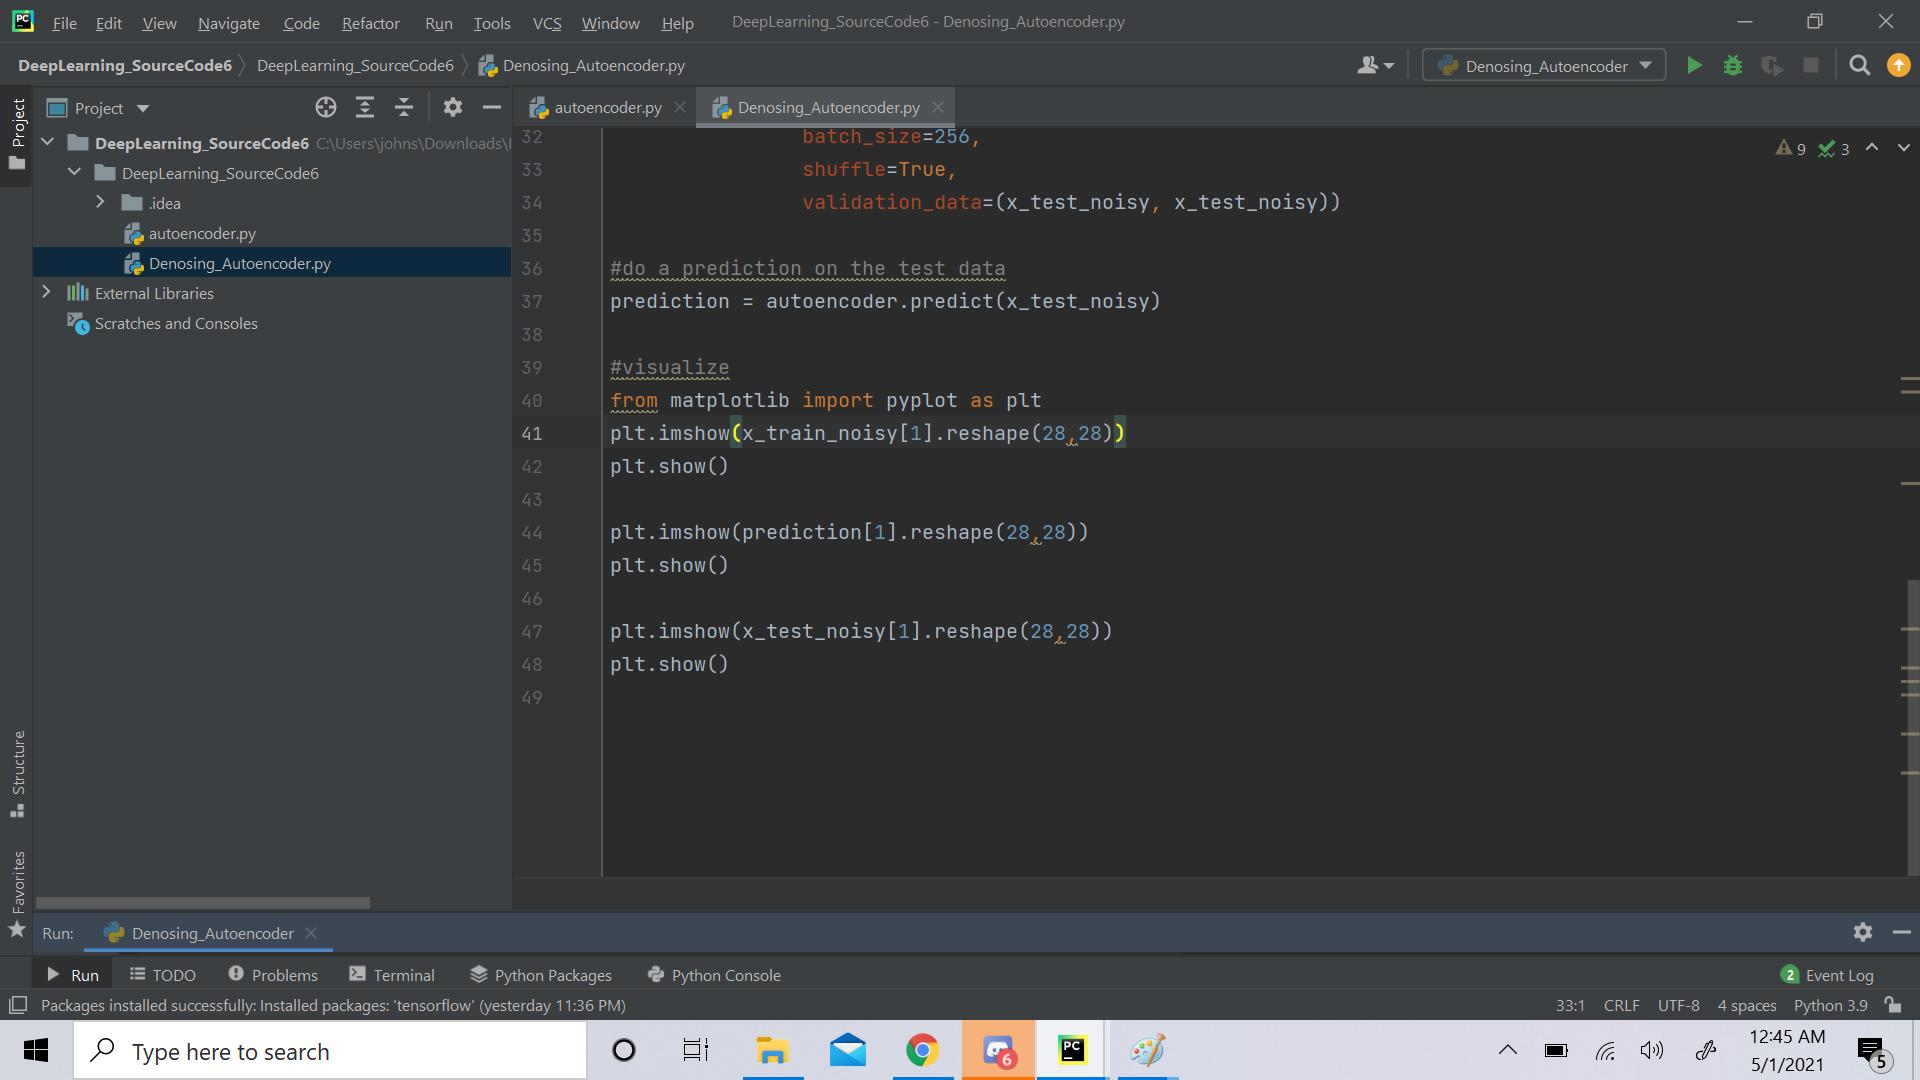 PC File Edit View Navigate Code Refactor Run Tools VCS Window Help DeepLearning_SourceCode6 - Denosing_Autoencoder.py
DeepLearning_SourceCode6 DeepLearning_SourceCode6 Denosing_Autoencoder.py Denosing_Autoencoder
Project
Project
autoencoder.py Denosing_Autoencoder.py
DeepLearning_SourceCode6 C:\Users\johns\Downloads\
DeepLearning_SourceCode6
.idea
autoencoder.py
Denosing_Autoencoder.py
External Libraries
Scratches and Consoles
9 3
32 batch_size=256,
33 shuffle=True,
34 validation_data=(x_test_noisy, x_test_noisy))
35
36 #do a prediction on the test data
37 prediction = autoencoder.predict(x_test_noisy)
38
39 #visualize
40 from matplotlib import pyplot as plt
41 plt.imshow(x_train_noisy[1].reshape(28,28))
42 plt.show()
43
44 plt.imshow(prediction[1].reshape(28,28))
45 plt.show()
46
47 plt.imshow(x_test_noisy[1].reshape(28,28))
48 plt.show()
49
Structure
Favorites
Run: Denosing_Autoencoder
Run TODO Problems Terminal Python Packages Python Console 2 Event Log
Packages installed successfully: Installed packages: 'tensorflow' (yesterday 11:36 PM) 33:1 CRLF UTF-8 4 spaces Python 3.9
Type here to search 6 PC 12:45 AM
5/1/2021 5